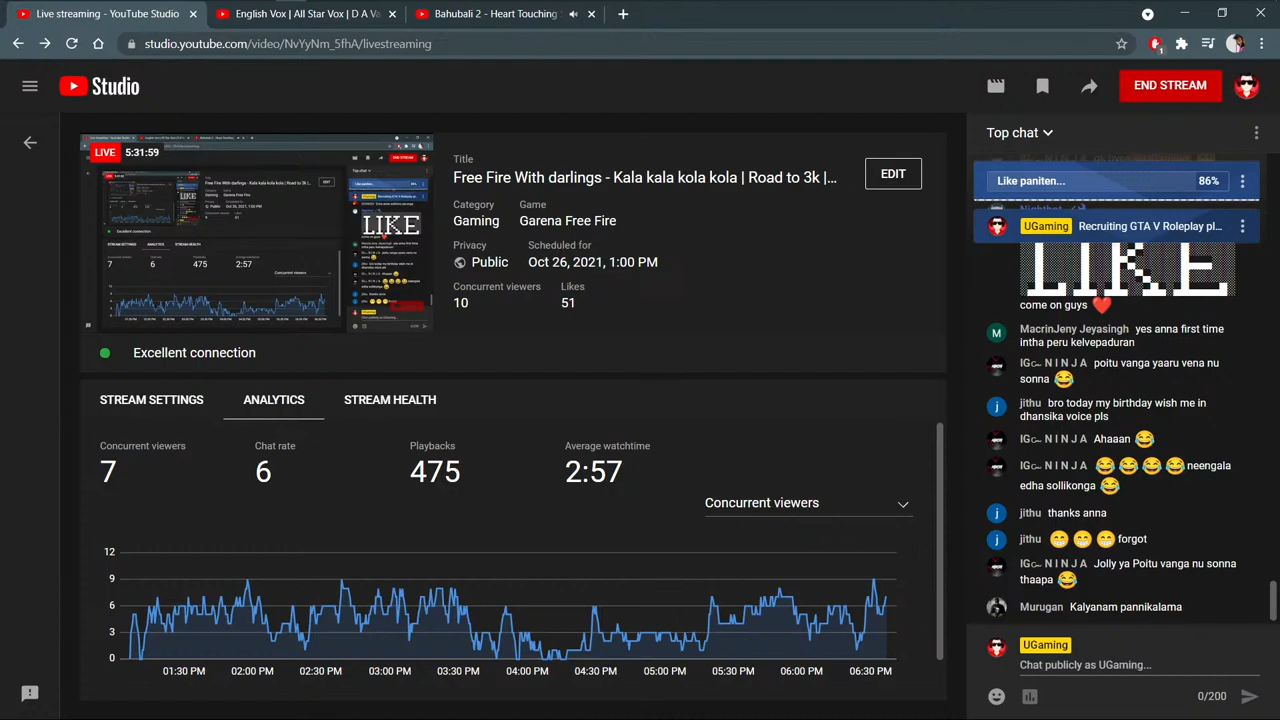 Live streaming - YouTube Studio
English Vox | All Star Vox | D A Va
Bahubali 2 - Heart Touching
studio.youtube.com/video/NvYyNm_5fhA/livestreaming
1
Studio
END STREAM
LIVE 5:31:59
Title
Free Fire With darlings - Kala kala kola kola | Road to 3k |...
EDIT
Category
Gaming
Game
Garena Free Fire
Privacy
Public
Scheduled for
Oct 26, 2021, 1:00 PM
Concurrent viewers
10
Likes
51
Excellent connection
STREAM SETTINGS
ANALYTICS
STREAM HEALTH
Concurrent viewers
7
Chat rate
6
Playbacks
475
Average watchtime
2:57
Concurrent viewers
12
9
6
3
0
01:30 PM 02:00 PM 02:30 PM 03:00 PM 03:30 PM 04:00 PM 04:30 PM 05:00 PM 05:30 PM 06:00 PM 06:30 PM
Top chat
Like paniten... 86%
UGaming Recruiting GTA V Roleplay pl...
LIKE
come on guys ❤️
M
MacrinJeny Jeyasingh yes anna first time
intha peru kelvepaduran
N I N J A poitu vanga yaaru vena nu
sonna 😂
j
jithu bro today my birthday wish me in
dhansika voice pls
N I N J A Ahaaan 😂
N I N J A 😂 😂 😂 😂 neengala
edha sollikonga 😂
j
jithu thanks anna
j
jithu 😁 😁 😁 forgot
N I N J A Jolly ya Poitu vanga nu sonna
thaapa 😂
Murugan Kalyanam pannikalama
UGaming
Chat publicly as UGaming...
0/200